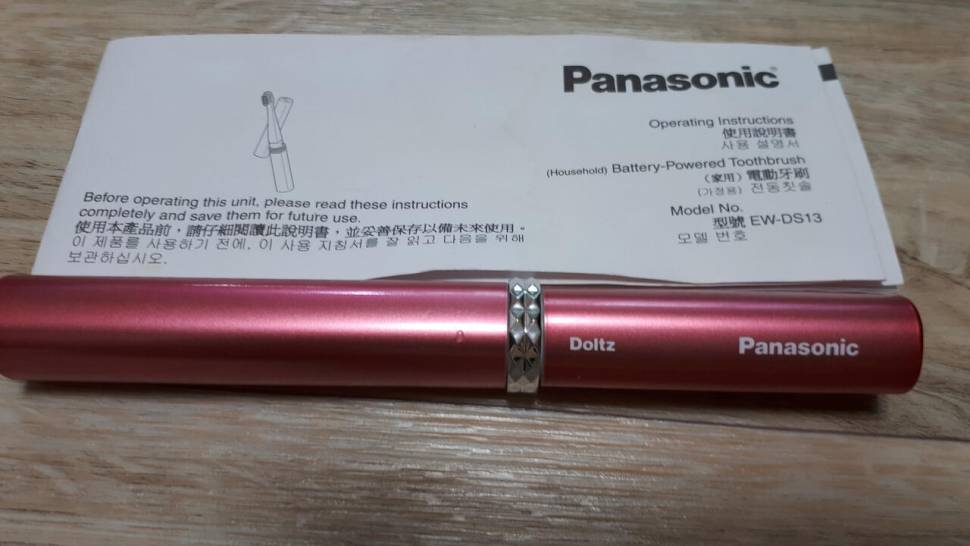 Panasonic
Operating Instructions
使用說明書
사용 설명서
(Household) Battery-Powered Toothbrush
(家用) 電動牙刷
(가정용) 전동칫솔
Model No.
型號 EW-DS13
모델 번호
Before operating this unit, please read these instructions
completely and save them for future use.
使用本產品前，請仔細閱讀此說明書，並妥善保存以備未來使用。
이 제품를 사용하기 전에, 이 사용 지침서를 잘 읽고 다음을 위해
보관하십시오.
Doltz
Panasonic